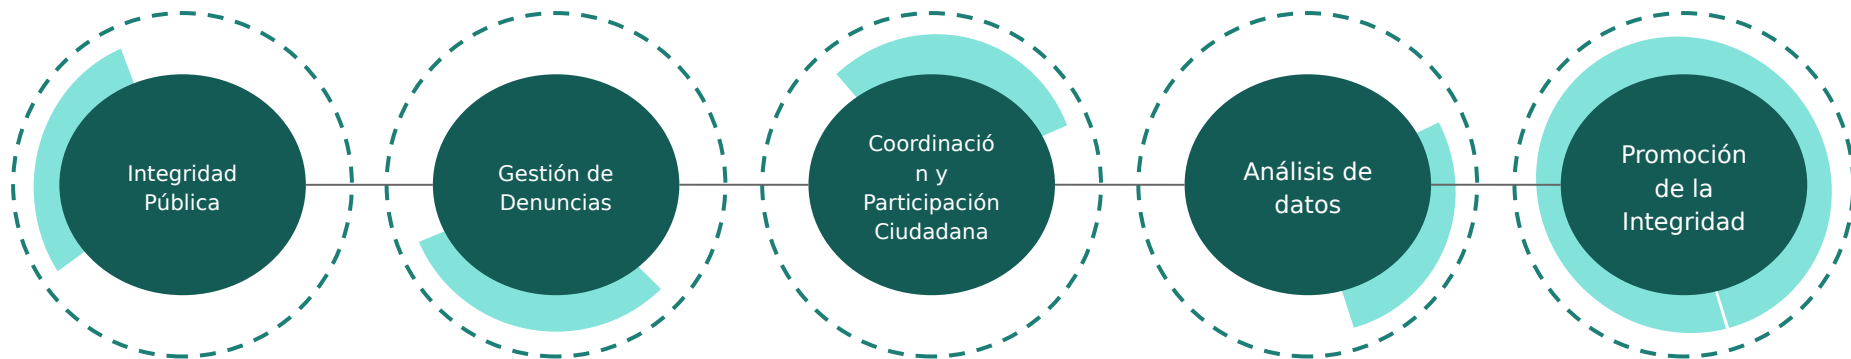 Integridad
Pública
Gestión de
Denuncias
Coordinació
n y
Participación
Ciudadana
Análisis de
datos
Promoción
de la
Integridad